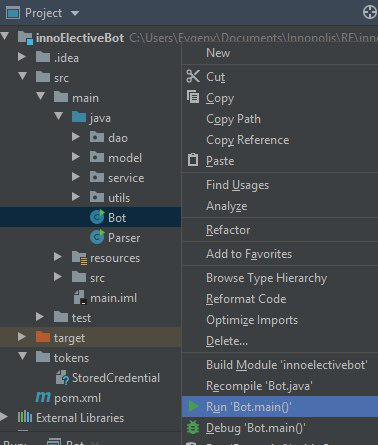 Project
innoElectiveBot C:\Users\Evgeny\Documents\Innopolis\RE\innoElectiveBot
.idea
src
main
java
dao
model
service
utils
Bot
Parser
resources
src
main.iml
test
target
tokens
StoredCredential
pom.xml
External Libraries
New
Cut
Copy
Copy Path
Copy Reference
Paste
Find Usages
Analyze
Refactor
Add to Favorites
Browse Type Hierarchy
Reformat Code
Optimize Imports
Delete...
Build Module 'innoelectivebot'
Recompile 'Bot.java'
Run 'Bot.main()'
Debug 'Bot.main()'